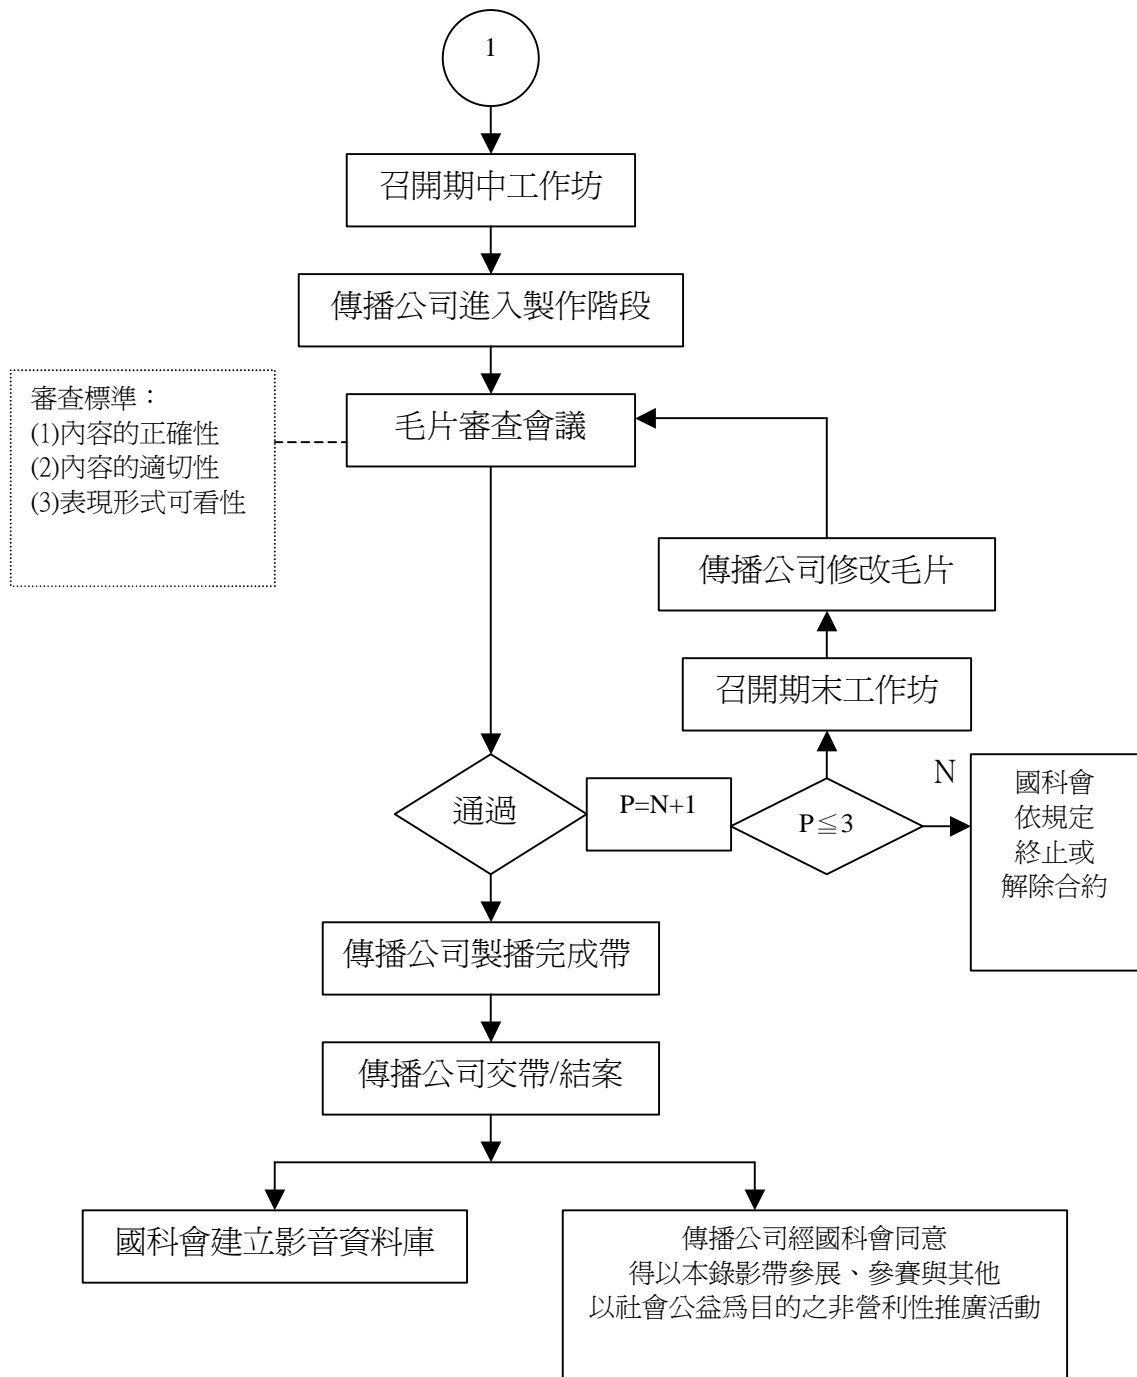 1
召開期中工作坊
傳播公司進入製作階段
審查標準：
(1)內容的正確性
(2)內容的適切性
(3)表現形式可看性
毛片審查會議
傳播公司修改毛片
召開期末工作坊
通過
P=N+1
P≦3
N
國科會
依規定
終止或
解除合約
傳播公司製播完成帶
傳播公司交帶/結案
國科會建立影音資料庫
傳播公司經國科會同意
得以本錄影帶參展、參賽與其他
以社會公益爲目的之非營利性推廣活動